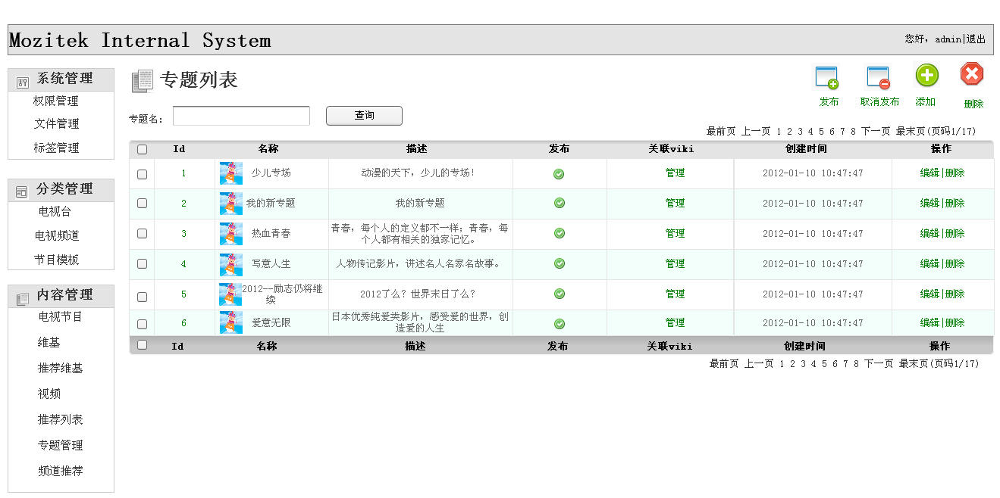 Mozitek Internal System
您好，admin|退出
系统管理
权限管理
文件管理
标签管理
分类管理
电视台
电视频道
节目模板
内容管理
电视节目
维基
推荐维基
视频
推荐列表
专题管理
频道推荐
专题列表
发布 取消发布 添加 删除
专题名： 查询
最前页 上一页 1 2 3 4 5 6 7 8 下一页 最末页(页码1/17)
Id 名称 描述 发布 关联viki 创建时间 操作
1 少儿专场 动漫的天下，少儿的专场！ 管理 2012-01-10 10:47:47 编辑|删除
2 我的新专题 我的新专题 管理 2012-01-10 10:47:47 编辑|删除
3 热血青春 青春，每个人的定义都不一样；青春，每 管理 2012-01-10 10:47:47 编辑|删除
个人都有相关的独家记忆。
4 写意人生 人物传记影片，讲述名人名家名故事。 管理 2012-01-10 10:47:47 编辑|删除
5 2012--励志仍将继 2012了么？世界末日了么？ 管理 2012-01-10 10:47:47 编辑|删除
续
6 爱意无限 日本优秀纯爱类影片，感受爱的世界，创 管理 2012-01-10 10:47:47 编辑|删除
造爱的人生
Id 名称 描述 发布 关联viki 创建时间 操作
最前页 上一页 1 2 3 4 5 6 7 8 下一页 最末页(页码1/17)